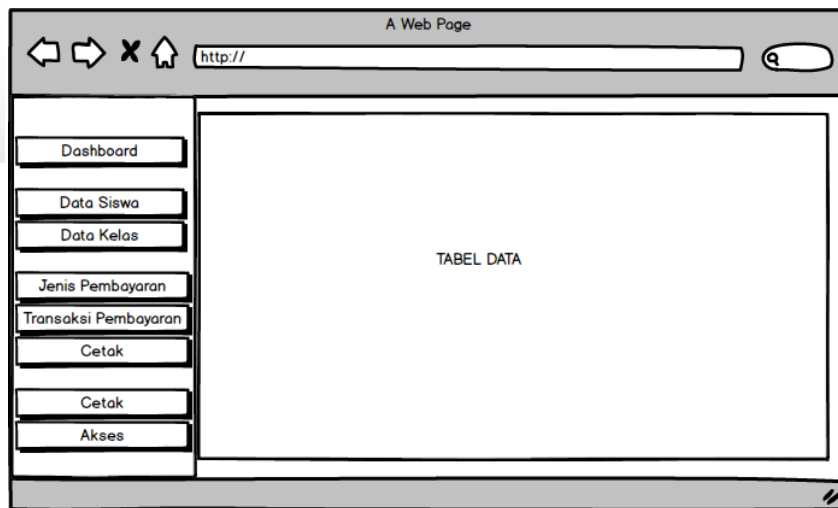 A Web Page
http://
Dashboard
Data Siswa
Data Kelas
TABEL DATA
Jenis Pembayaran
Transaksi Pembayaran
Cetak
Cetak
Akses